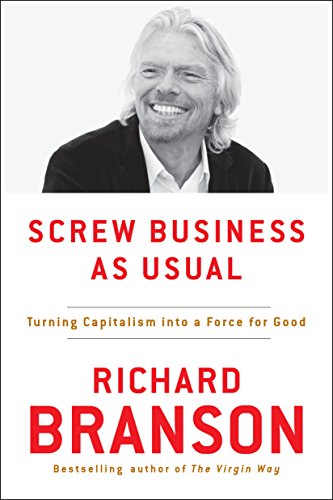 SCREW BUSINESS
AS USUAL
Turning Capitalism into a Force for Good
RICHARD
BRANSON
Bestselling author of The Virgin Way